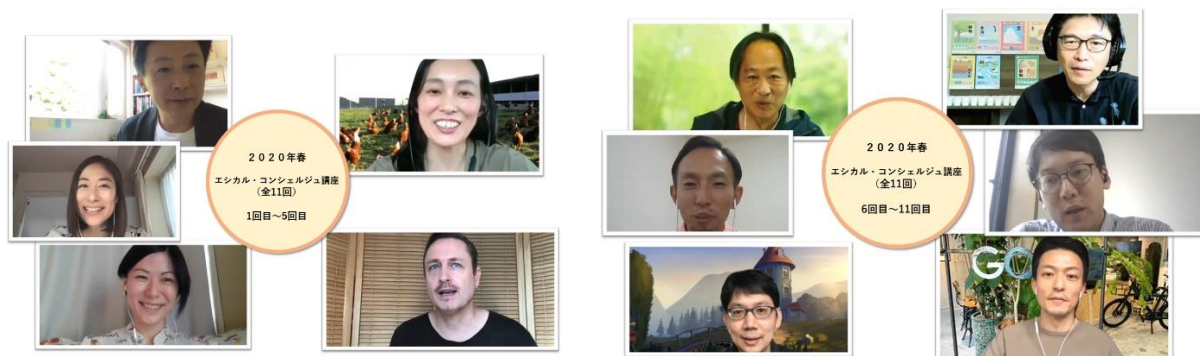 ２０２０年春
エシカル・コンシェルジュ講座
（全11回）
1回目～5回目
２０２０年春
エシカル・コンシェルジュ講座
（全11回）
6回目～11回目
GO